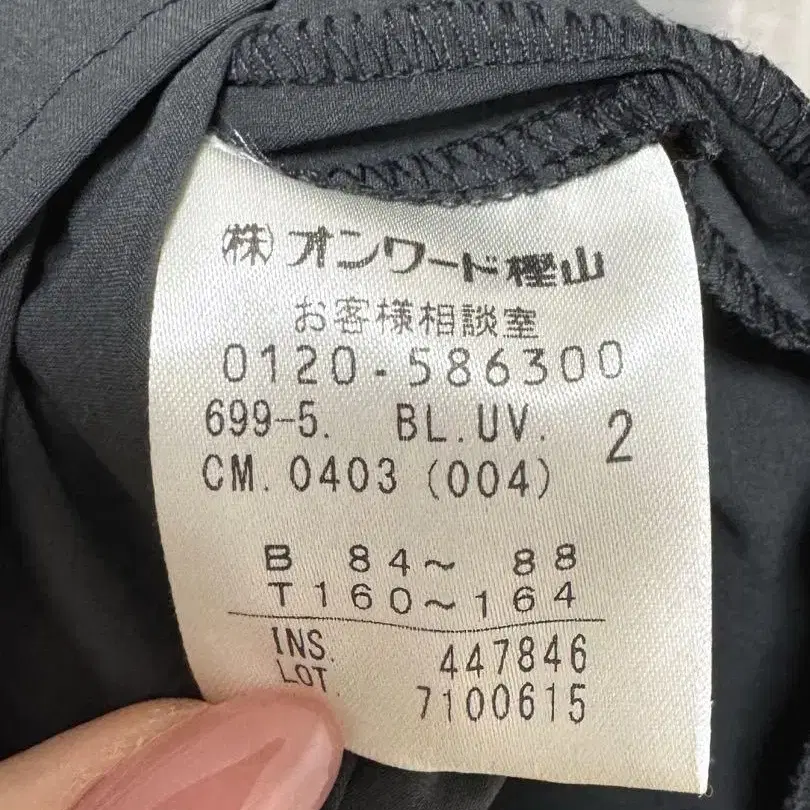 ㈱オンワード樫山
お客様相談室
0120-586300
699-5. BL.UV. 2
CM.0403 (004)
B 84~ 88
T160~164
INS. 447846
LOT. 7100615